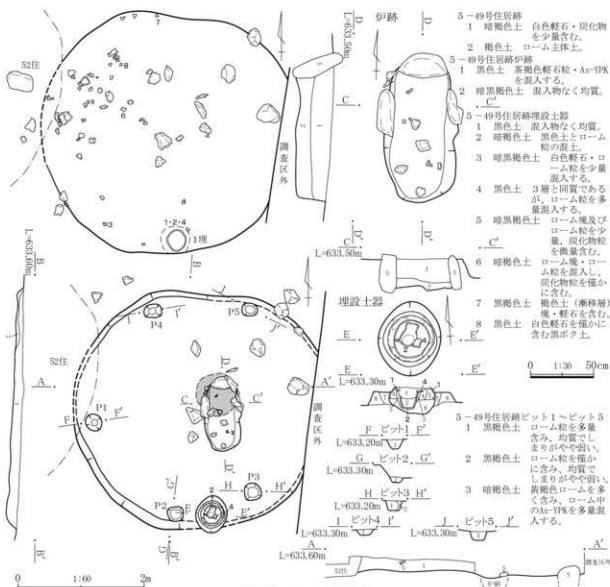 52住
調査区外
1・2・4
1埋
3
6
8
L=633.50m
D
D′
炉跡
D
C
C′
C
C′
L=633.50m
D
D′
5-49号住居跡
1 暗褐色土 白色軽石・炭化物
を少量含む。
2 褐色土 ローム主体土。
5-49号住居跡炉跡
1 黒色土 茶褐色軽石粒・As-YPK
を混入する。
2 暗黒褐色土 混入物なく均質。
5-49号住居跡埋設土器
1 黒色土 混入物なく均質。
2 暗黒褐色土 黒色土とローム
粒の混土。
3 暗黒褐色土 白色軽石・ロ
ーム粒を少量
混入する。
4 黒色土 3層と同質である
が、ローム粒を多
量混入する。
5 暗黒褐色土 ローム塊及び
ローム粒を少
量、炭化物粒
を微量含む。
6 暗褐色土 ローム塊・ロー
ム粒を混入し、
炭化物粒を僅か
に含む。
7 黒褐色土 褐色土(漸移層)
塊・軽石を含む。
8 黒色土 白色軽石を僅かに
含む黒ボク土。
0 1:30 50cm
埋設土器
E
E′
E
E′
L=633.30m
L=633.60m
B
B′
B
52住
P4
P5
P1
P2
P3
I
I′
J
J′
F
F′
G
G′
H
H′
E
E′
D
D′
C
C′
A
A′
調査区外
F ピット1 F′
L=633.20m
G ピット2 G′
L=633.30m
H ピット3 H′
L=633.20m
I ピット4 I′
L=633.30m
J ピット5 J′
L=633.30m
5-49号住居跡ピット1~ピット5
1 黒褐色土 ローム粒を多量
含み、均質でし
まりがやや弱い。
2 黒褐色土 ローム粒を僅か
に含み、均質で
しまりがやや弱い。
3 暗褐色土 黄褐色ロームを多
く含み、ローム中
のAs-YPKを多量混
入する。
A
L=633.60m
A′
52住
調査区外
炉跡
0 1:60 2m